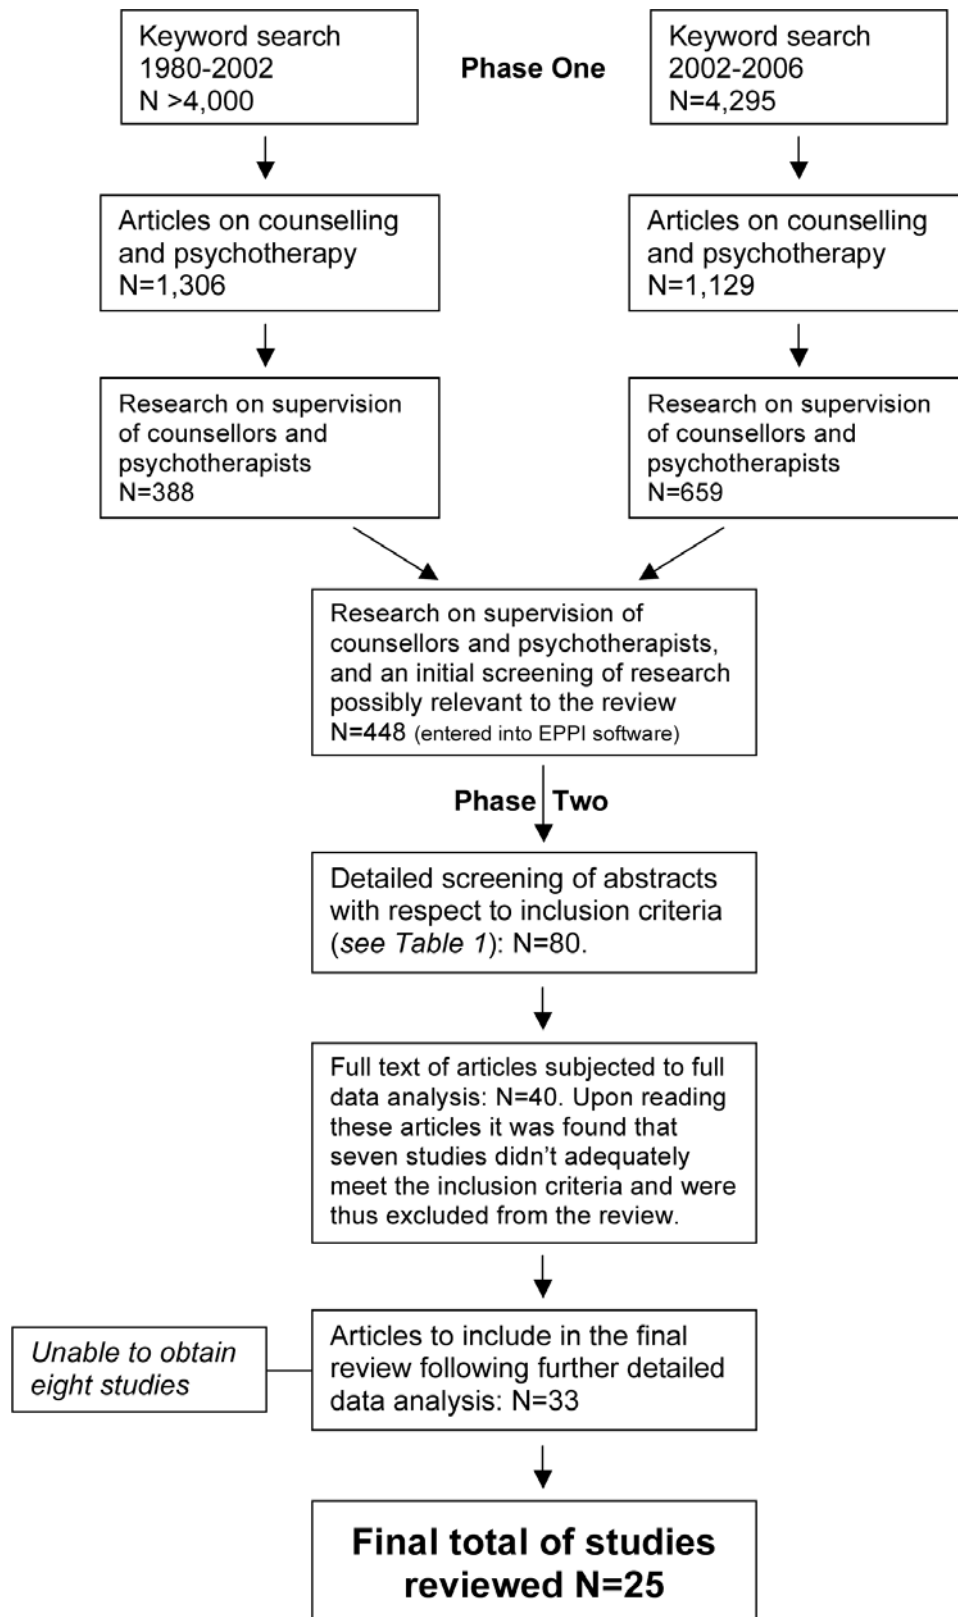 Keyword search
1980-2002
N >4,000
Phase One
Keyword search
2002-2006
N=4,295
Articles on counselling
and psychotherapy
N=1,306
Articles on counselling
and psychotherapy
N=1,129
Research on supervision
of counsellors and
psychotherapists
N=388
Research on supervision
of counsellors and
psychotherapists
N=659
Research on supervision of
counsellors and psychotherapists,
and an initial screening of research
possibly relevant to the review
N=448 (entered into EPPI software)
Phase Two
Detailed screening of abstracts
with respect to inclusion criteria
(see Table 1): N=80.
Full text of articles subjected to full
data analysis: N=40. Upon reading
these articles it was found that
seven studies didn't adequately
meet the inclusion criteria and were
thus excluded from the review.
Unable to obtain
eight studies
Articles to include in the final
review following further detailed
data analysis: N=33
Final total of studies
reviewed N=25